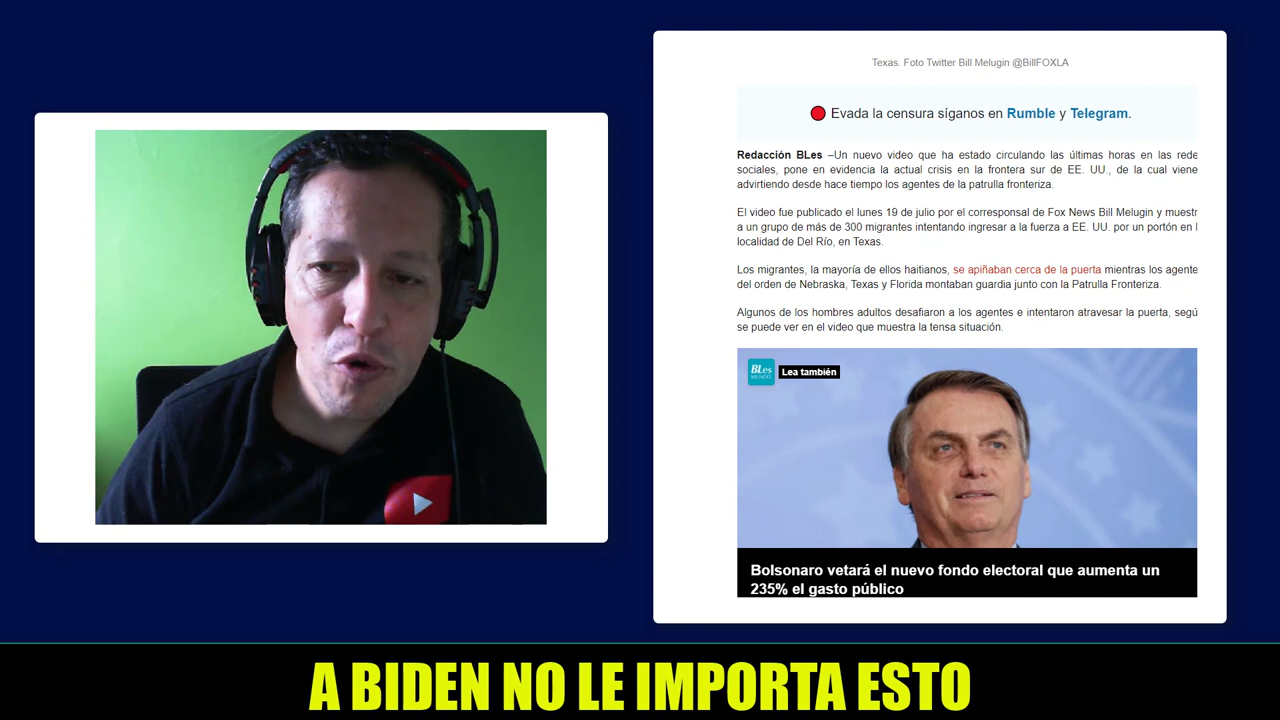 Texas. Foto Twitter Bill Melugin @BillFOXLA
Evada la censura síganos en Rumble y Telegram.
Redacción BLes –Un nuevo video que ha estado circulando las últimas horas en las rede
sociales, pone en evidencia la actual crisis en la frontera sur de EE. UU., de la cual viene
advirtiendo desde hace tiempo los agentes de la patrulla fronteriza.
El video fue publicado el lunes 19 de julio por el corresponsal de Fox News Bill Melugin y muestr
a un grupo de más de 300 migrantes intentando ingresar a la fuerza a EE. UU. por un portón en l
localidad de Del Río, en Texas.
Los migrantes, la mayoría de ellos haitianos, se apiñaban cerca de la puerta mientras los agente
del orden de Nebraska, Texas y Florida montaban guardia junto con la Patrulla Fronteriza.
Algunos de los hombres adultos desafiaron a los agentes e intentaron atravesar la puerta, segú
se puede ver en el video que muestra la tensa situación.
BLes
MUNDO
Lea también
Bolsonaro vetará el nuevo fondo electoral que aumenta un
235% el gasto público
A BIDEN NO LE IMPORTA ESTO